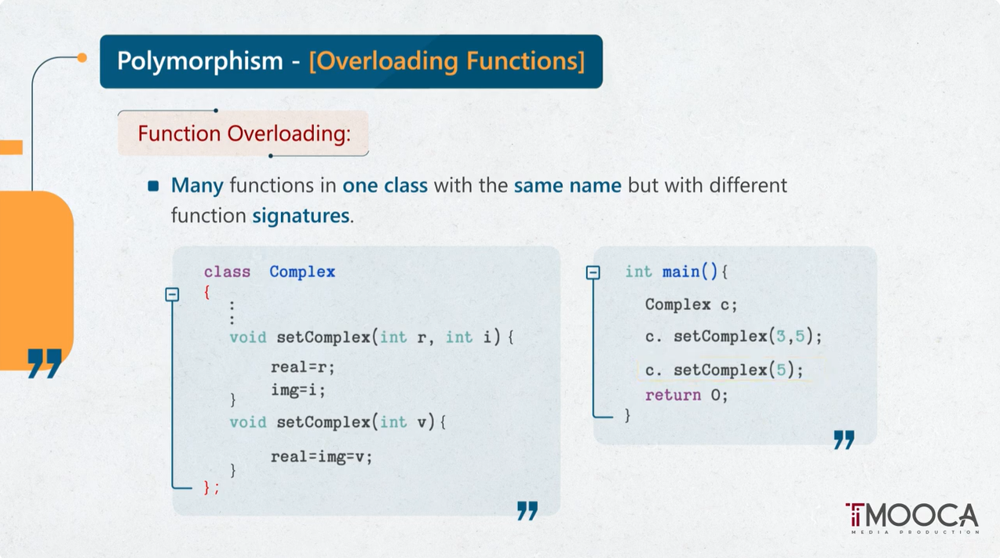 Polymorphism - [Overloading Functions]
Function Overloading:
Many functions in one class with the same name but with different
function signatures.
class Complex
{
:
:
void setComplex(int r, int i){
real=r;
img=i;
}
void setComplex(int v){
real=img=v;
}
};
int main(){
Complex c;
c. setComplex(3,5);
c. setComplex(5);
return 0;
}
TMOOCA
MEDIA PRODUCTION